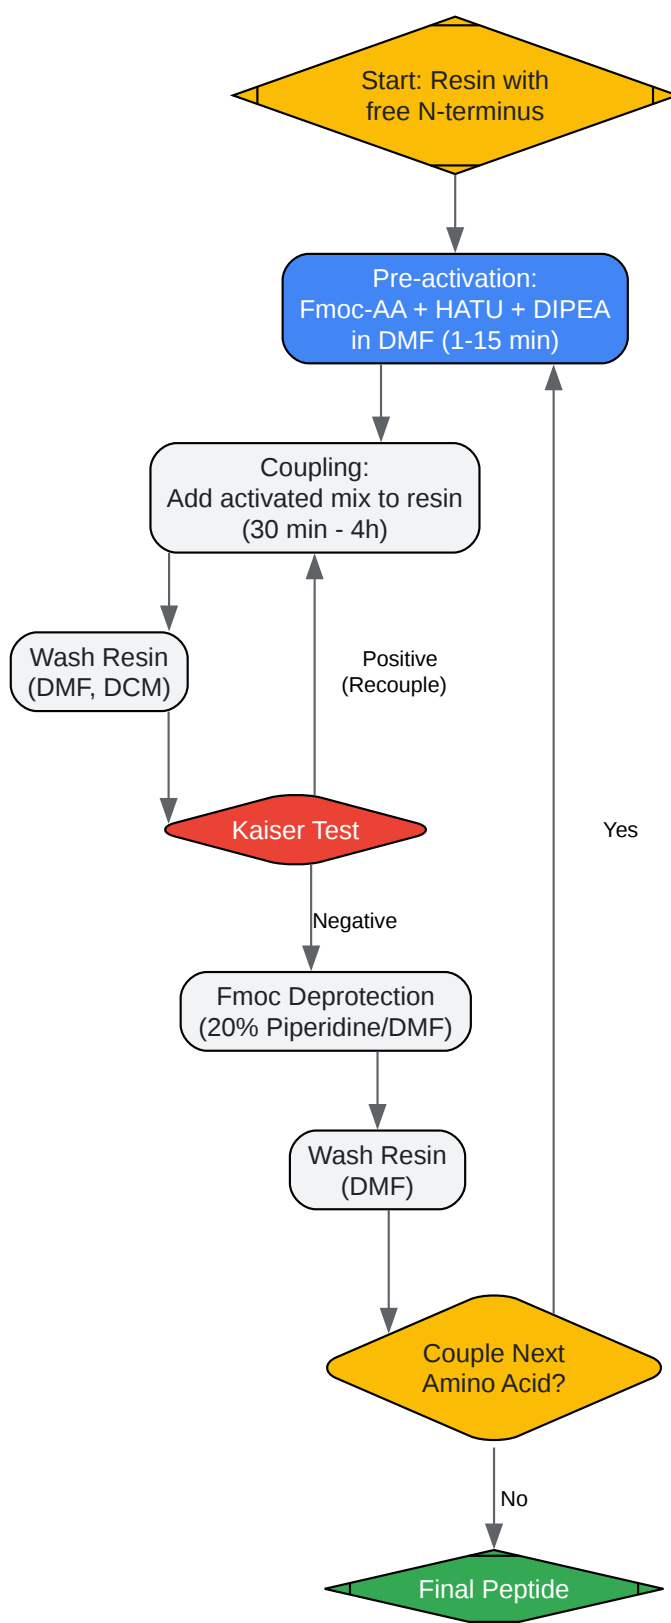 Start: Resin with
free N-terminus
Pre-activation:
Fmoc-AA + HATU + DIPEA
in DMF (1-15 min)
Coupling:
Add activated mix to resin
(30 min - 4h)
Wash Resin
(DMF, DCM)
Positive
(Recouple)
Kaiser Test
Yes
Negative
Fmoc Deprotection
(20% Piperidine/DMF)
Wash Resin
(DMF)
Couple Next
Amino Acid?
No
Final Peptide